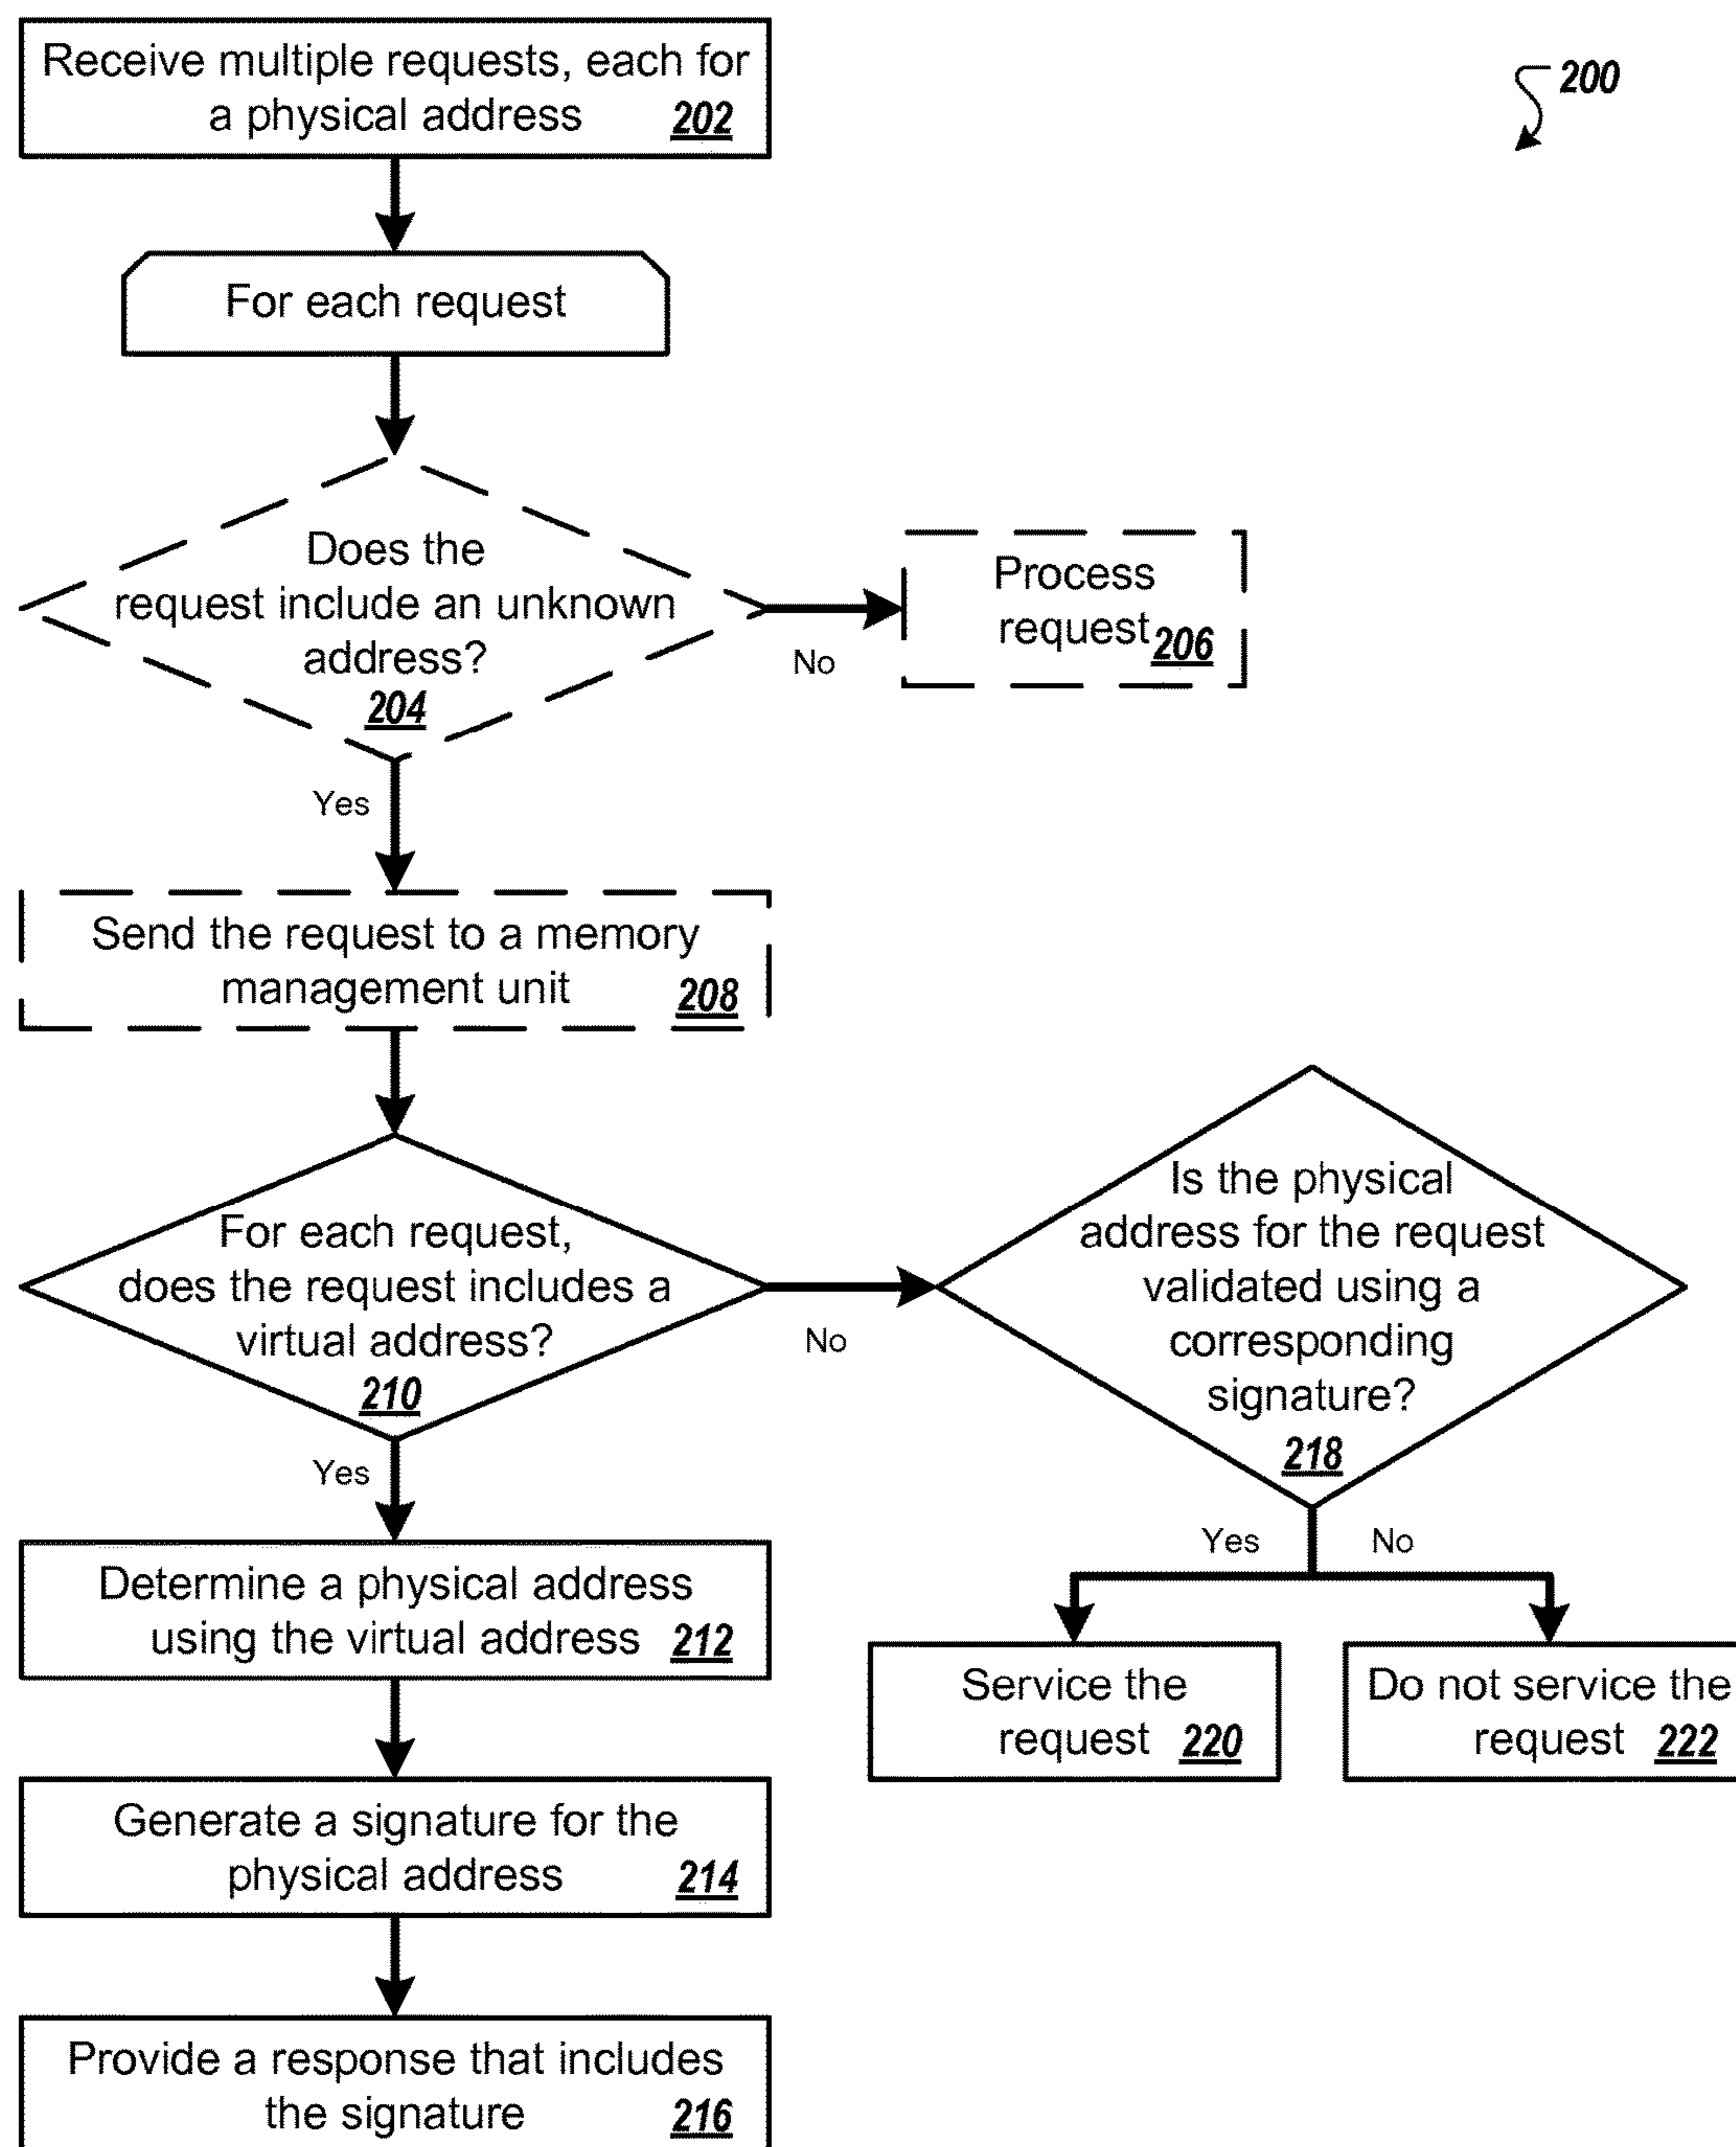 Receive multiple requests, each for
a physical address 202
200
For each request
Does the
request include an unknown
address?
204
No
Process
request 206
Yes
Send the request to a memory
management unit 208
For each request,
does the request includes a
virtual address?
210
No
Is the physical
address for the request
validated using a
corresponding
signature?
218
Yes
Determine a physical address
using the virtual address 212
Yes
No
Service the
request 220
Do not service the
request 222
Generate a signature for the
physical address 214
Provide a response that includes
the signature 216